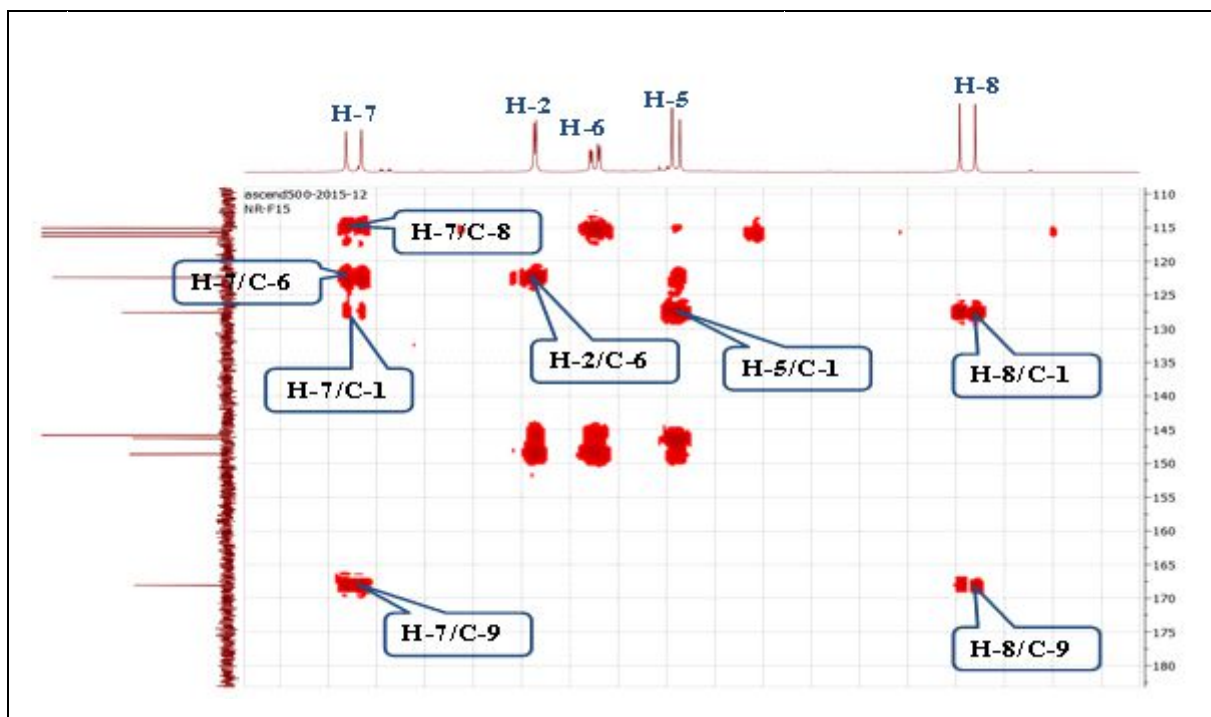 H-7
H-2
H-6
H-5
H-8
ascend500-2015-12
NR-F15
110
115
120
125
130
135
140
145
150
155
160
165
170
175
180
H-7/C-8
H-7/C-6
H-7/C-1
H-2/C-6
H-5/C-1
H-8/C-1
H-7/C-9
H-8/C-9